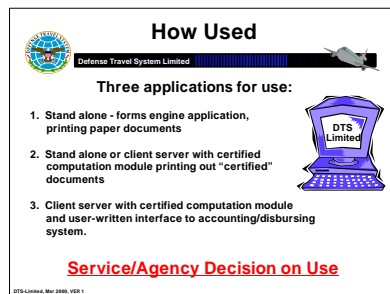 How Used
DEFENSE TRAVEL SYSTEM
Defense Travel System Limited
Three applications for use:
1. Stand alone - forms engine application,
printing paper documents
DTS
Limited
2. Stand alone or client server with certified
computation module printing out “certified”
documents
3. Client server with certified computation module
and user-written interface to accounting/disbursing
system.
Service/Agency Decision on Use
DTS-Limited, Mar 2000, VER 1